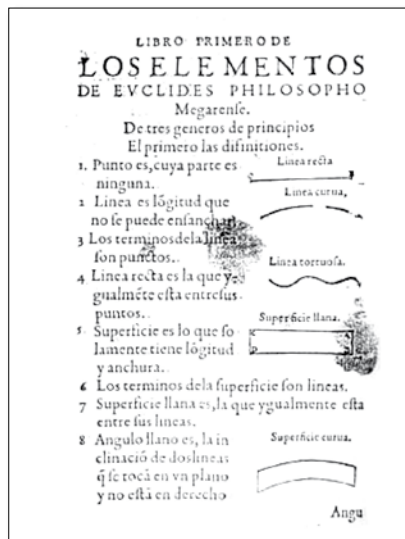 LIBRO PRIMERO DE
LOS ELEMENTOS
DE EVCLIDES PHILOSOPHO
Megarense.
De tres generos de principios
El primero las difinitiones.
1. Punto es, cuya parte es
ninguna.
Linea recta
2 Linea es lõgitud que
no se puede ensanchar.
Linea curua,
3 Los terminos dela linea
son punctos.
4 Linea recta es la que y-
gualmẽte esta entre sus
puntos.
Linea tortuosa.
5. Superficie es lo que so
lamente tiene lõgitud
y anchura.
Superficie llana.
6 Los terminos dela superficie son lineas.
7 Superficie llana es, la que ygualmente esta
entre sus lineas.
8 Angulo llano es, la in
clinació de dos lineas
q̃ se tocã en vn plano
y no está en derecho
Superficie curua.
Angu